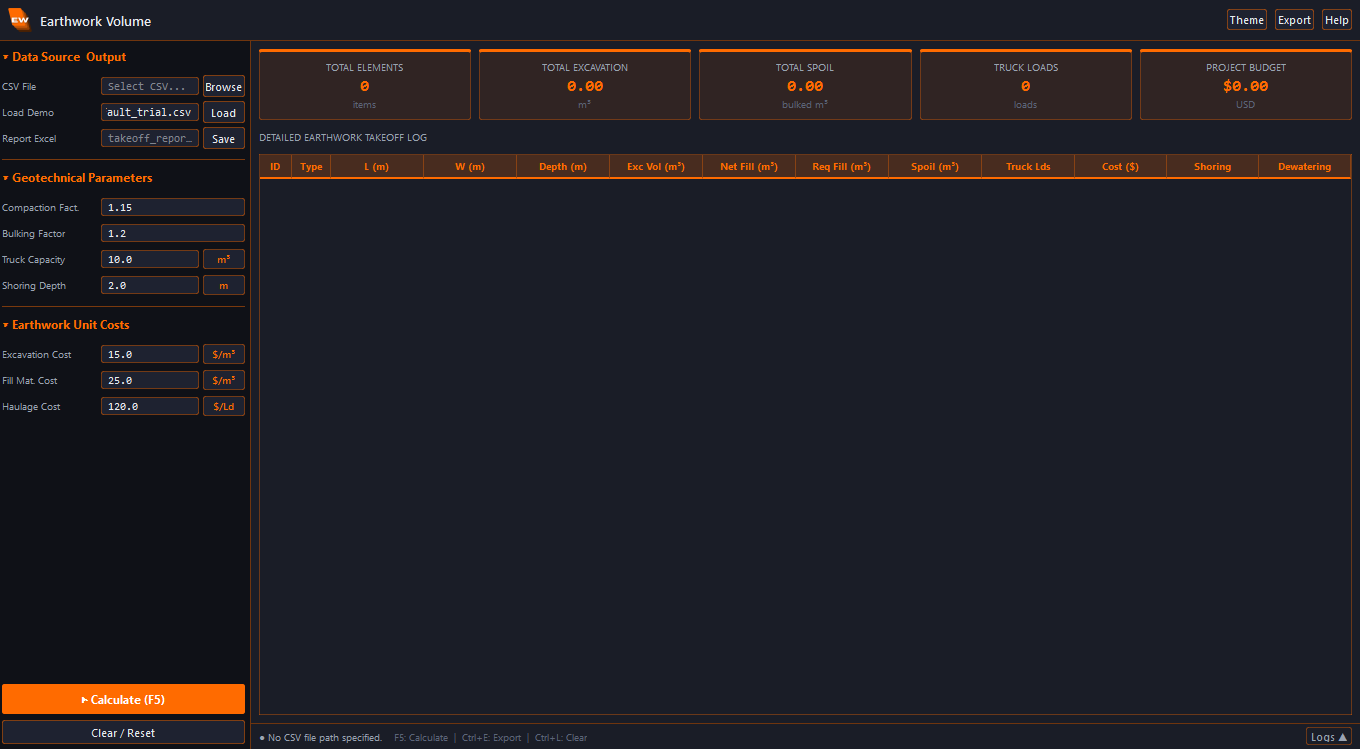 EW Earthwork Volume Theme Export Help
▾ Data Source Output
CSV File Select CSV... Browse
Load Demo ault_trial.csv Load
Report Excel takeoff_repor… Save
▾ Geotechnical Parameters
Compaction Fact. 1.15
Bulking Factor 1.2
Truck Capacity 10.0 m³
Shoring Depth 2.0 m
▾ Earthwork Unit Costs
Excavation Cost 15.0 $/m³
Fill Mat. Cost 25.0 $/m³
Haulage Cost 120.0 $/Ld
▶ Calculate (F5)
Clear / Reset
TOTAL ELEMENTS
0
items
TOTAL EXCAVATION
0.00
m³
TOTAL SPOIL
0.00
bulked m³
TRUCK LOADS
0
loads
PROJECT BUDGET
$0.00
USD
DETAILED EARTHWORK TAKEOFF LOG
ID Type L (m) W (m) Depth (m) Exc Vol (m³) Net Fill (m³) Req Fill (m³) Spoil (m³) Truck Lds Cost ($) Shoring Dewatering
● No CSV file path specified. F5: Calculate | Ctrl+E: Export | Ctrl+L: Clear Logs ▲